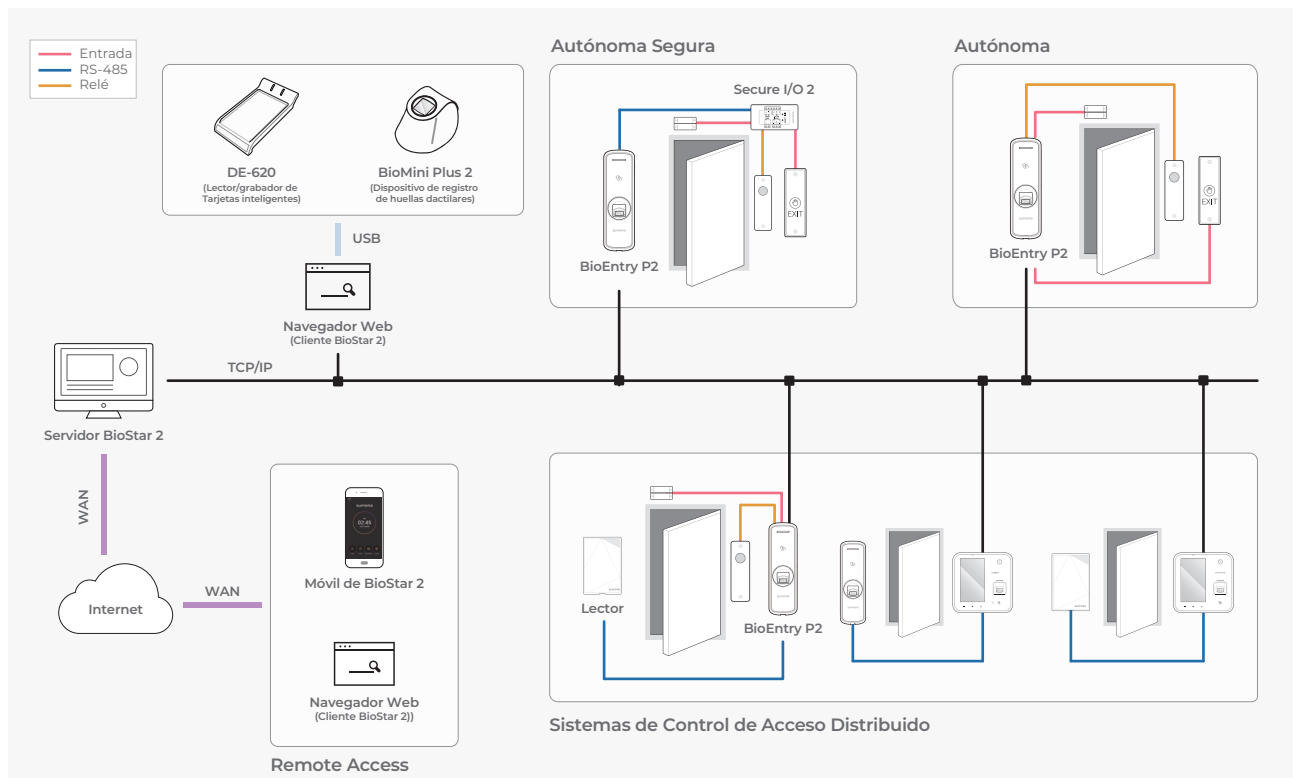 Entrada
RS-485
Relé
DE-620
(Lector/grabador de
Tarjetas inteligentes)
BioMini Plus 2
(Dispositivo de registro
de huellas dactilares)
USB
Navegador Web
(Cliente BioStar 2)
TCP/IP
Servidor BioStar 2
WAN
Internet
WAN
Móvil de BioStar 2
02:45
Navegador Web
(Cliente BioStar 2))
Remote Access
Autónoma Segura
Secure I/O 2
EXIT
BioEntry P2
Autónoma
EXIT
BioEntry P2
Lector
BioEntry P2
Sistemas de Control de Acceso Distribuido